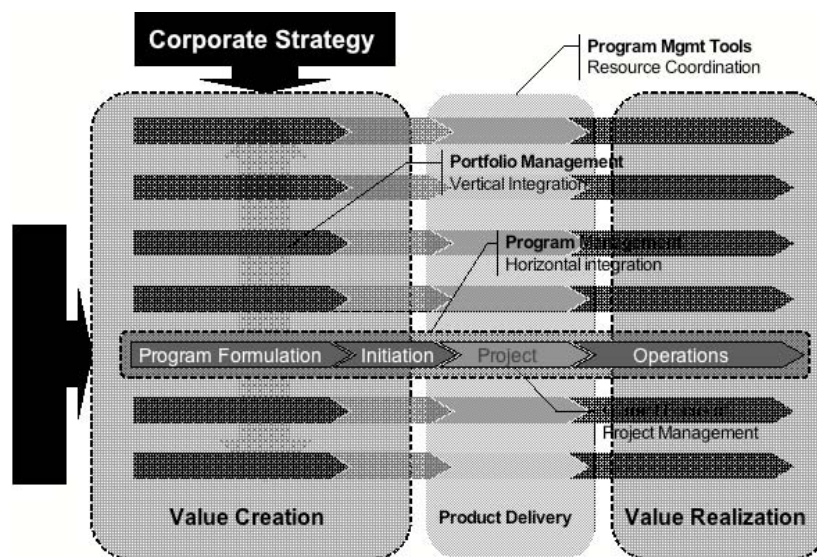 Corporate Strategy
Program Mgmt Tools
Resource Coordination
Portfolio Management
Vertical Integration
Program Management
Horizontal integration
Program Formulation
Initiation
Project
Operations
Project Management
Value Creation
Product Delivery
Value Realization